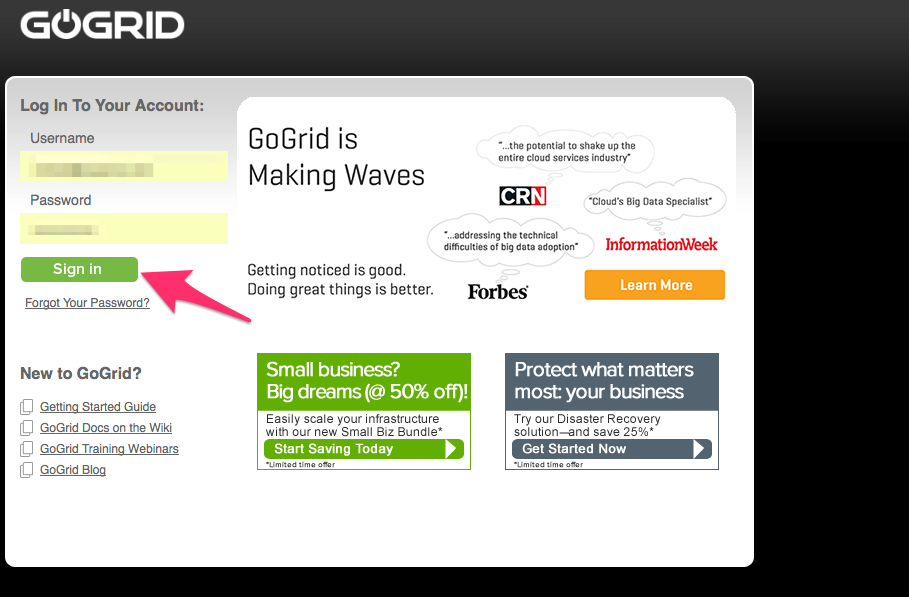 GOGRID
Log In To Your Account:
Username
Password
Sign in
Forgot Your Password?
New to GoGrid?
Getting Started Guide
GoGrid Docs on the Wiki
GoGrid Training Webinars
GoGrid Blog
GoGrid is
Making Waves
Getting noticed is good.
Doing great things is better.
"...the potential to shake up the
entire cloud services industry"
CRN
"Cloud's Big Data Specialist"
InformationWeek
"...addressing the technical
difficulties of big data adoption"
Forbes
Learn More
Small business?
Big dreams (@ 50% off)!
Easily scale your infrastructure
with our new Small Biz Bundle*
Start Saving Today
*Limited time offer
Protect what matters
most: your business
Try our Disaster Recovery
solution—and save 25%*
Get Started Now
*Limited time offer